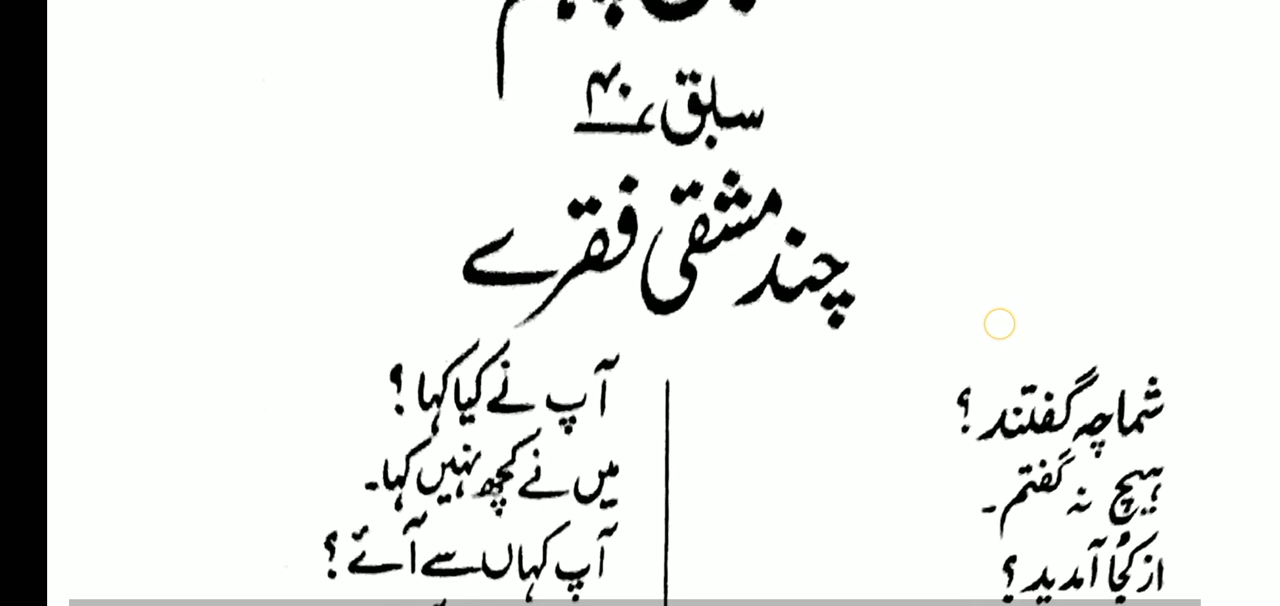 سبق ۴۰
چند مشقی فقرے
شما چہ گفتند؟
آپ نے کیا کہا؟
ہیچ نہ گفتم۔
میں نے کچھ نہیں کہا۔
از کُجا آمدید؟
آپ کہاں سے آئے؟